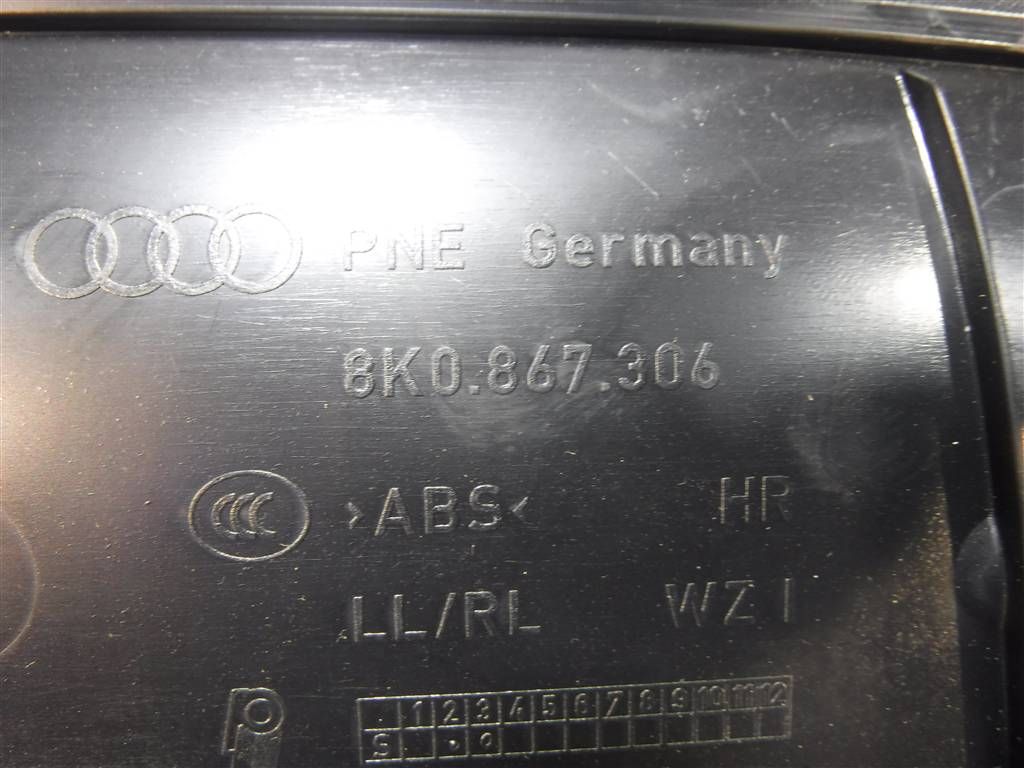 PNE Germany
8K0.867.306
CCC >ABS< HR
LL/RL WZ I
1 2 3 4 5 6 7 8 9 10 11 12